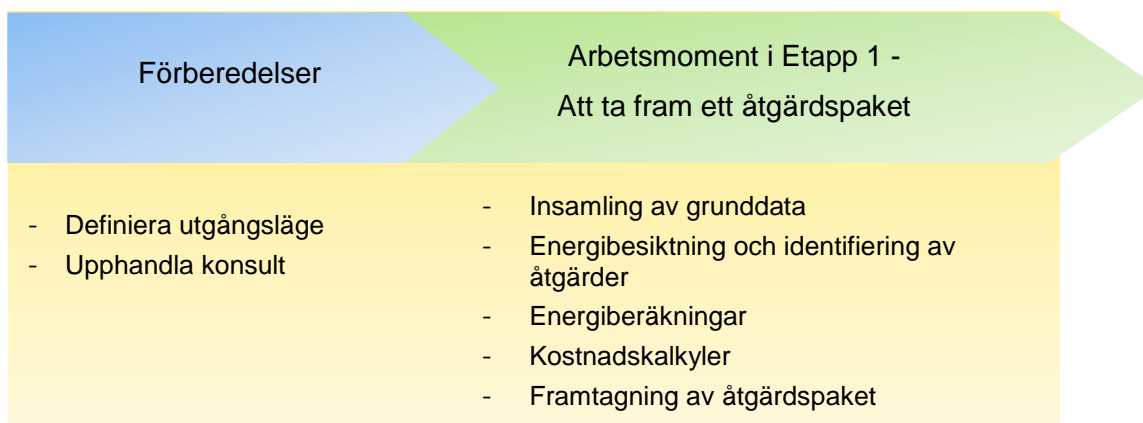 Förberedelser
Arbetsmoment i Etapp 1 -
Att ta fram ett åtgärdspaket
- Definiera utgångsläge
- Upphandla konsult
- Insamling av grunddata
- Energibesiktning och identifiering av
åtgärder
- Energiberäkningar
- Kostnadskalkyler
- Framtagning av åtgärdspaket